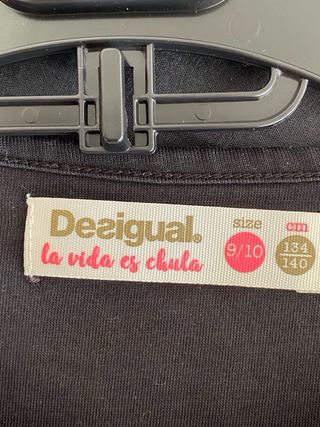 Desigual®
la vida es chula
size
9/10
cm
134
140